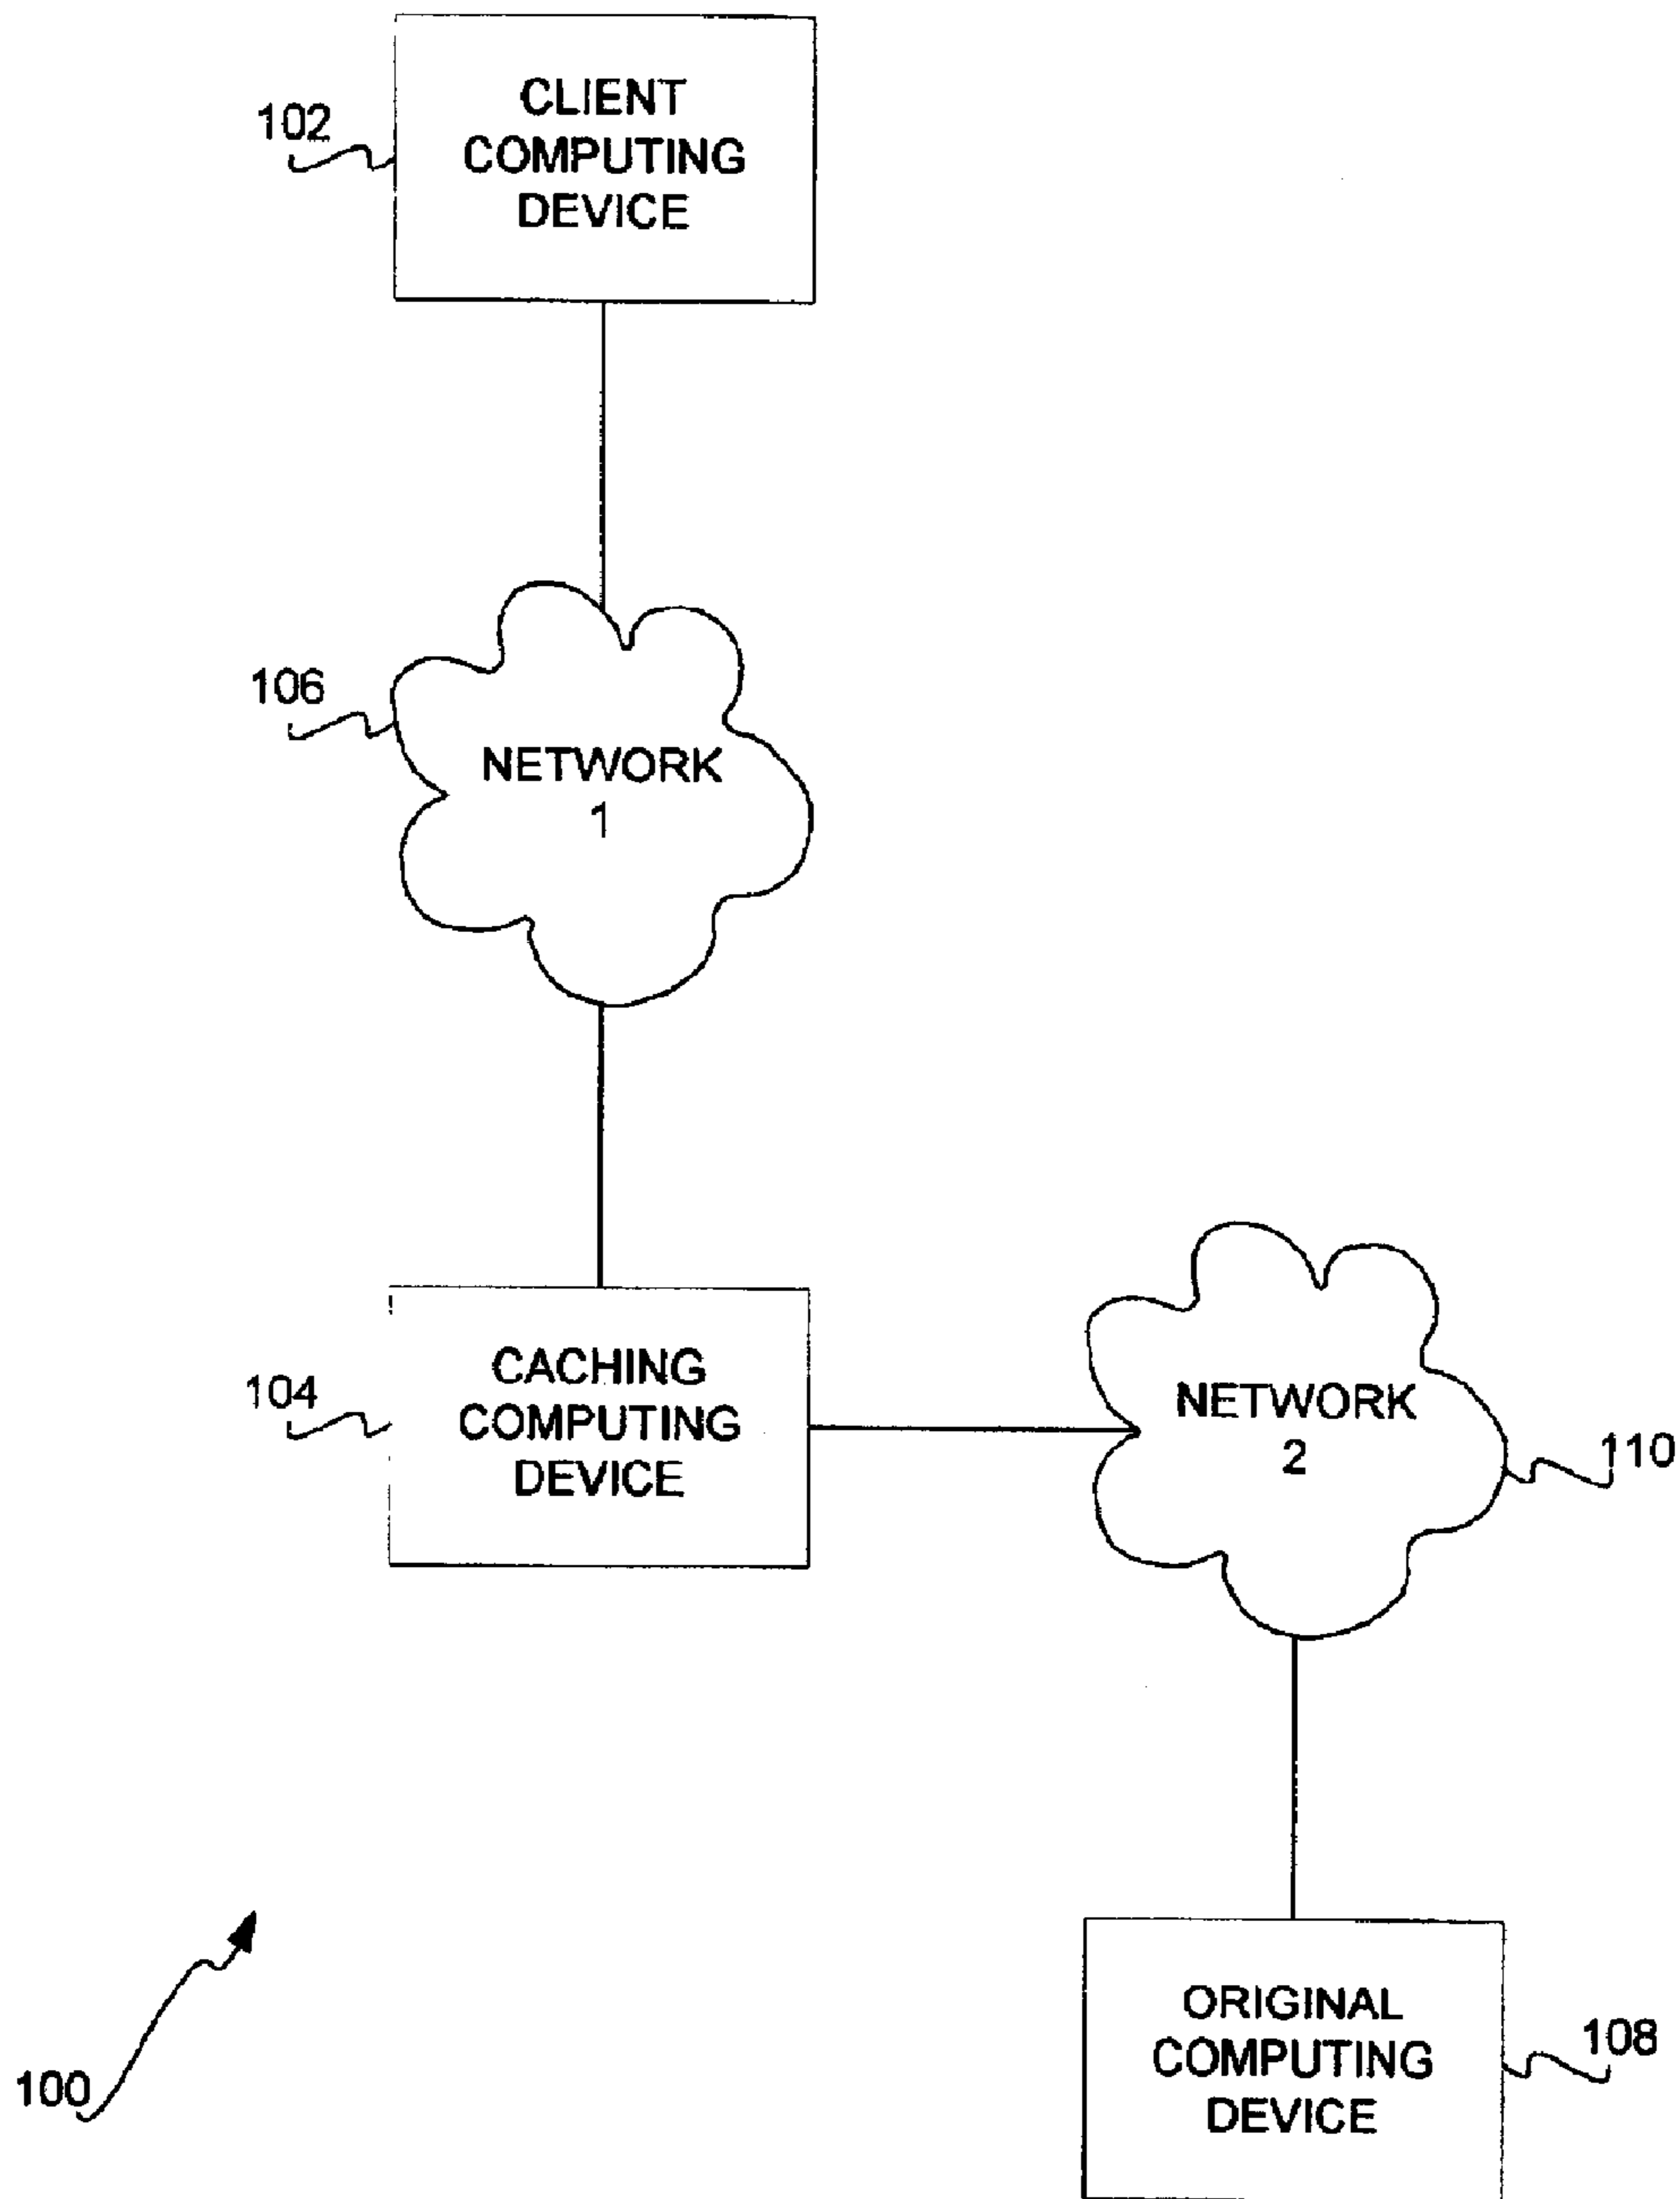 102
CLIENT
COMPUTING
DEVICE
106
NETWORK
1
104
CACHING
COMPUTING
DEVICE
NETWORK
2
110
100
ORIGINAL
COMPUTING
DEVICE
108